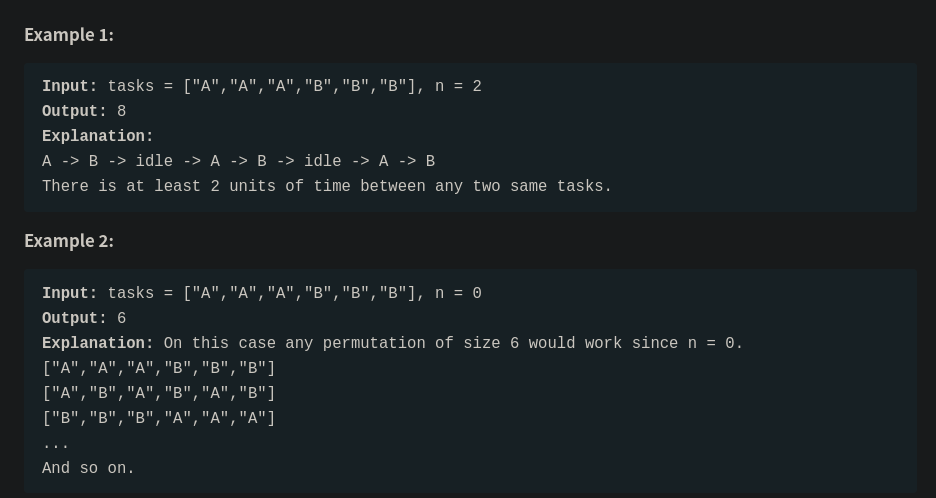 Example 1:
Input: tasks = ["A","A","A","B","B","B"], n = 2
Output: 8
Explanation:
A -> B -> idle -> A -> B -> idle -> A -> B
There is at least 2 units of time between any two same tasks.
Example 2:
Input: tasks = ["A","A","A","B","B","B"], n = 0
Output: 6
Explanation: On this case any permutation of size 6 would work since n = 0.
["A","A","A","B","B","B"]
["A","B","A","B","A","B"]
["B","B","B","A","A","A"]
...
And so on.